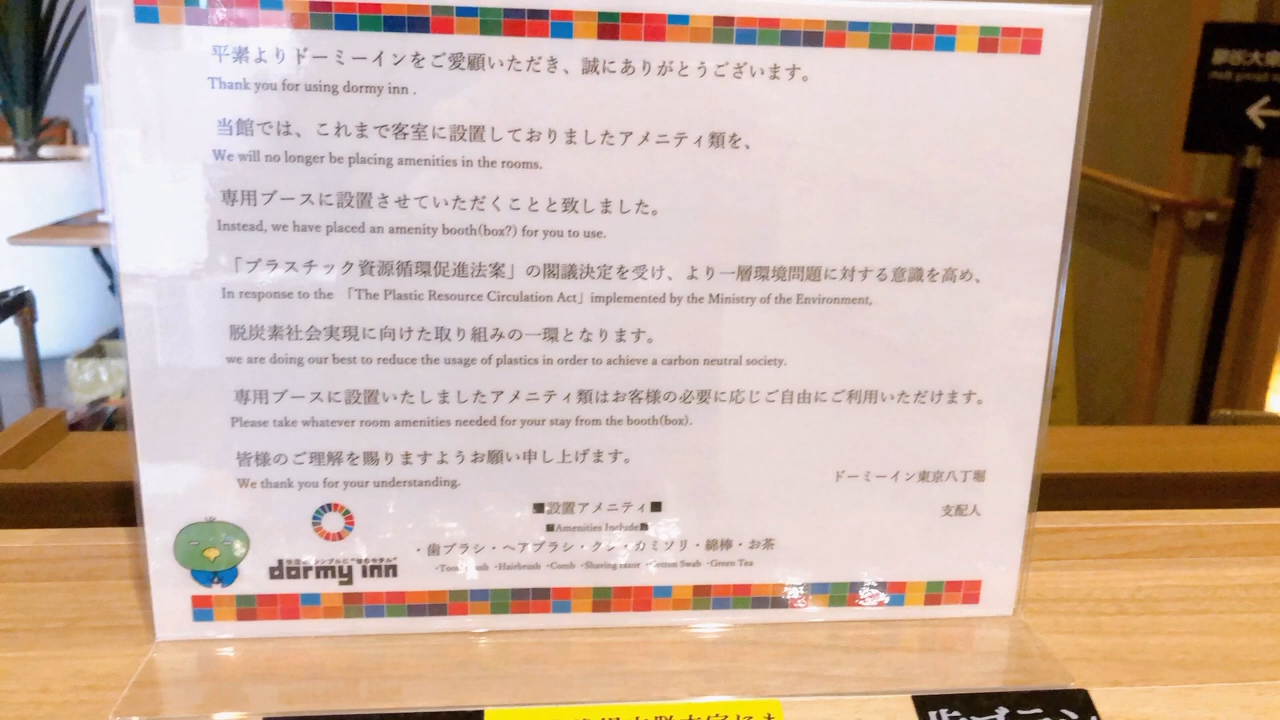 平素よりドーミーインをご愛顧いただき、誠にありがとうございます。
Thank you for using dormy inn .
当館では、これまで客室に設置しておりましたアメニティ類を、
We will no longer be placing amenities in the rooms.
専用ブースに設置させていただくことと致しました。
Instead, we have placed an amenity booth(box?) for you to use.
「プラスチック資源循環促進法案」の閣議決定を受け、より一層環境問題に対する意識を高め、
In response to the 「The Plastic Resource Circulation Act」implemented by the Ministry of the Environment,
脱炭素社会実現に向けた取り組みの一環となります。
we are doing our best to reduce the usage of plastics in order to achieve a carbon neutral society.
専用ブースに設置いたしましたアメニティ類はお客様の必要に応じご自由にご利用いただけます。
Please take whatever room amenities needed for your stay from the booth(box).
皆様のご理解を賜りますようお願い申し上げます。
We thank you for your understanding.
ドーミーイン東京八丁堀
支配人
■設置アメニティ■
■Amenities Include■
・歯ブラシ・ヘアブラシ・クシ・カミソリ・綿棒・お茶
・Hairbrush ・Comb ・Shaving razor ・Cotton Swab ・Green Tea
dormy inn
歯ブラシ